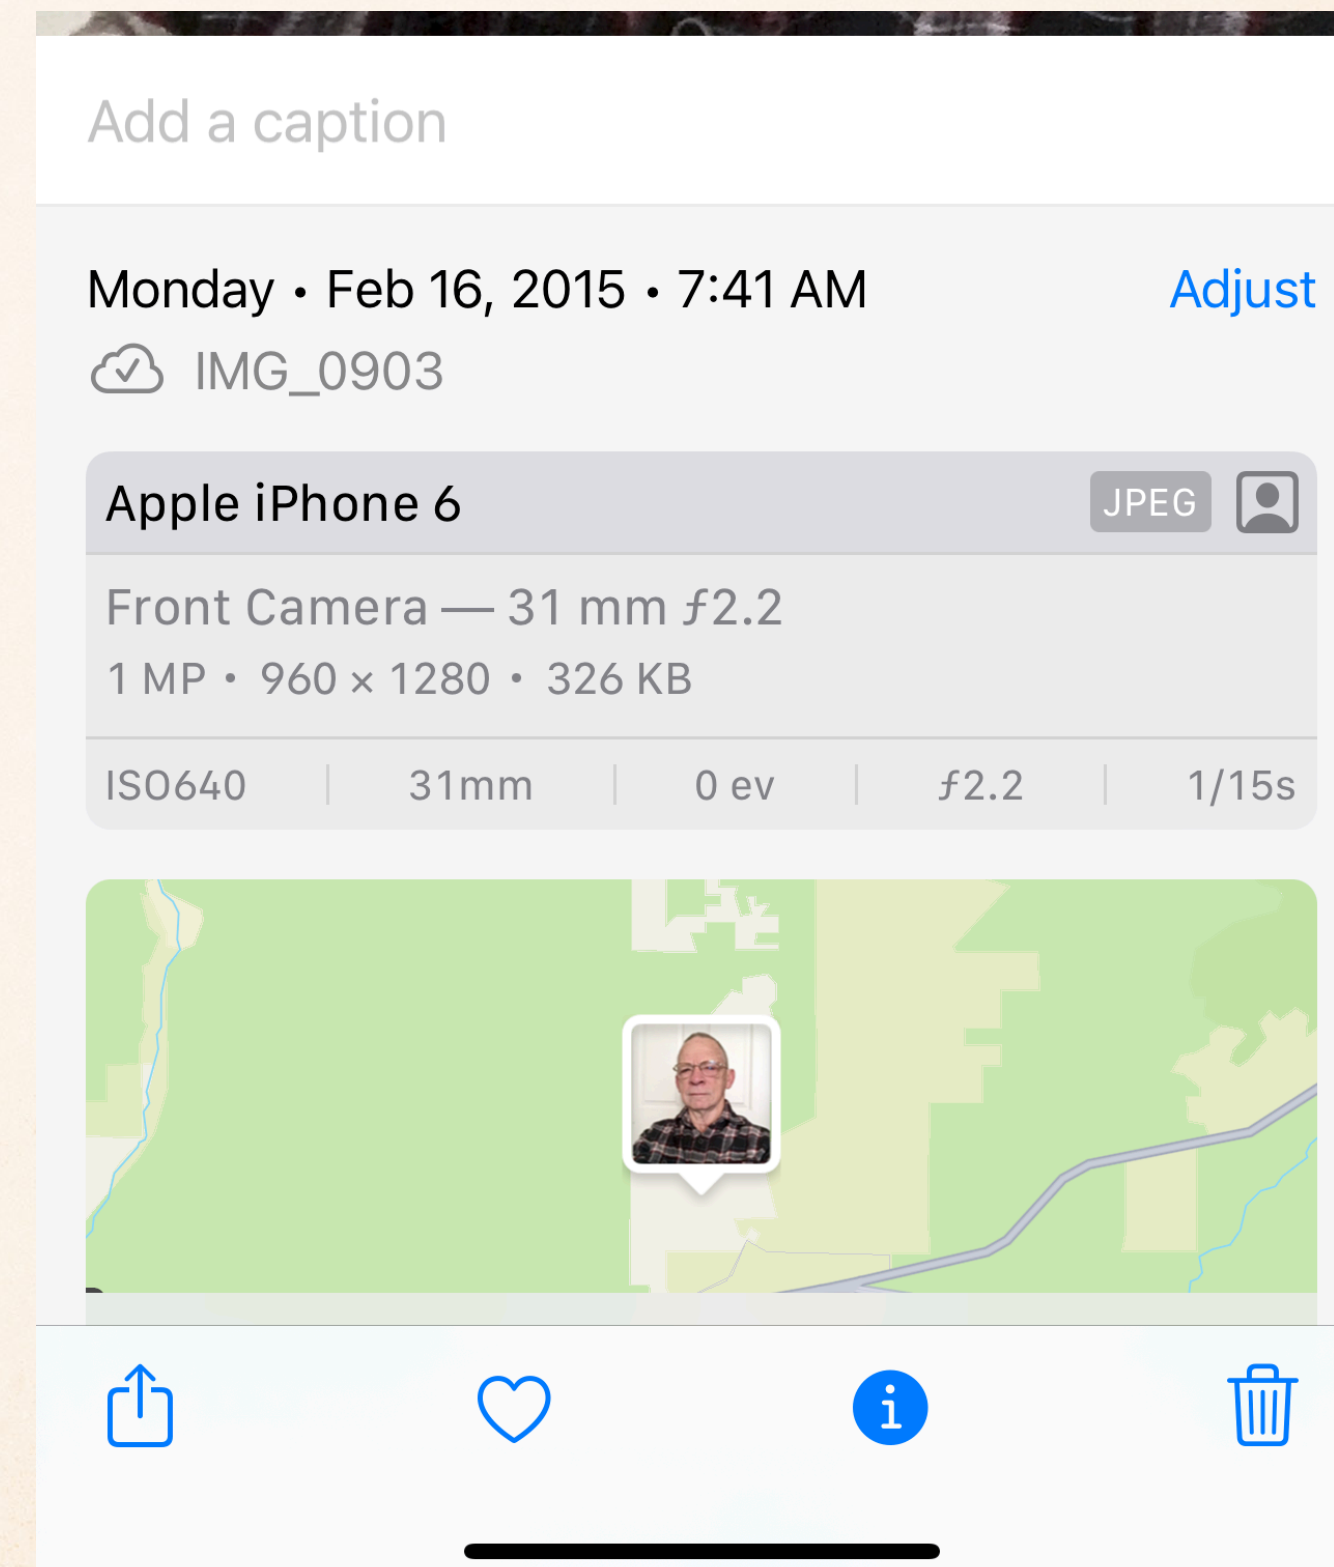 Add a caption
Monday • Feb 16, 2015 • 7:41 AM Adjust
IMG_0903
Apple iPhone 6 JPEG
Front Camera — 31 mm ƒ2.2
1 MP • 960 × 1280 • 326 KB
ISO640 | 31mm | 0 ev | ƒ2.2 | 1/15s